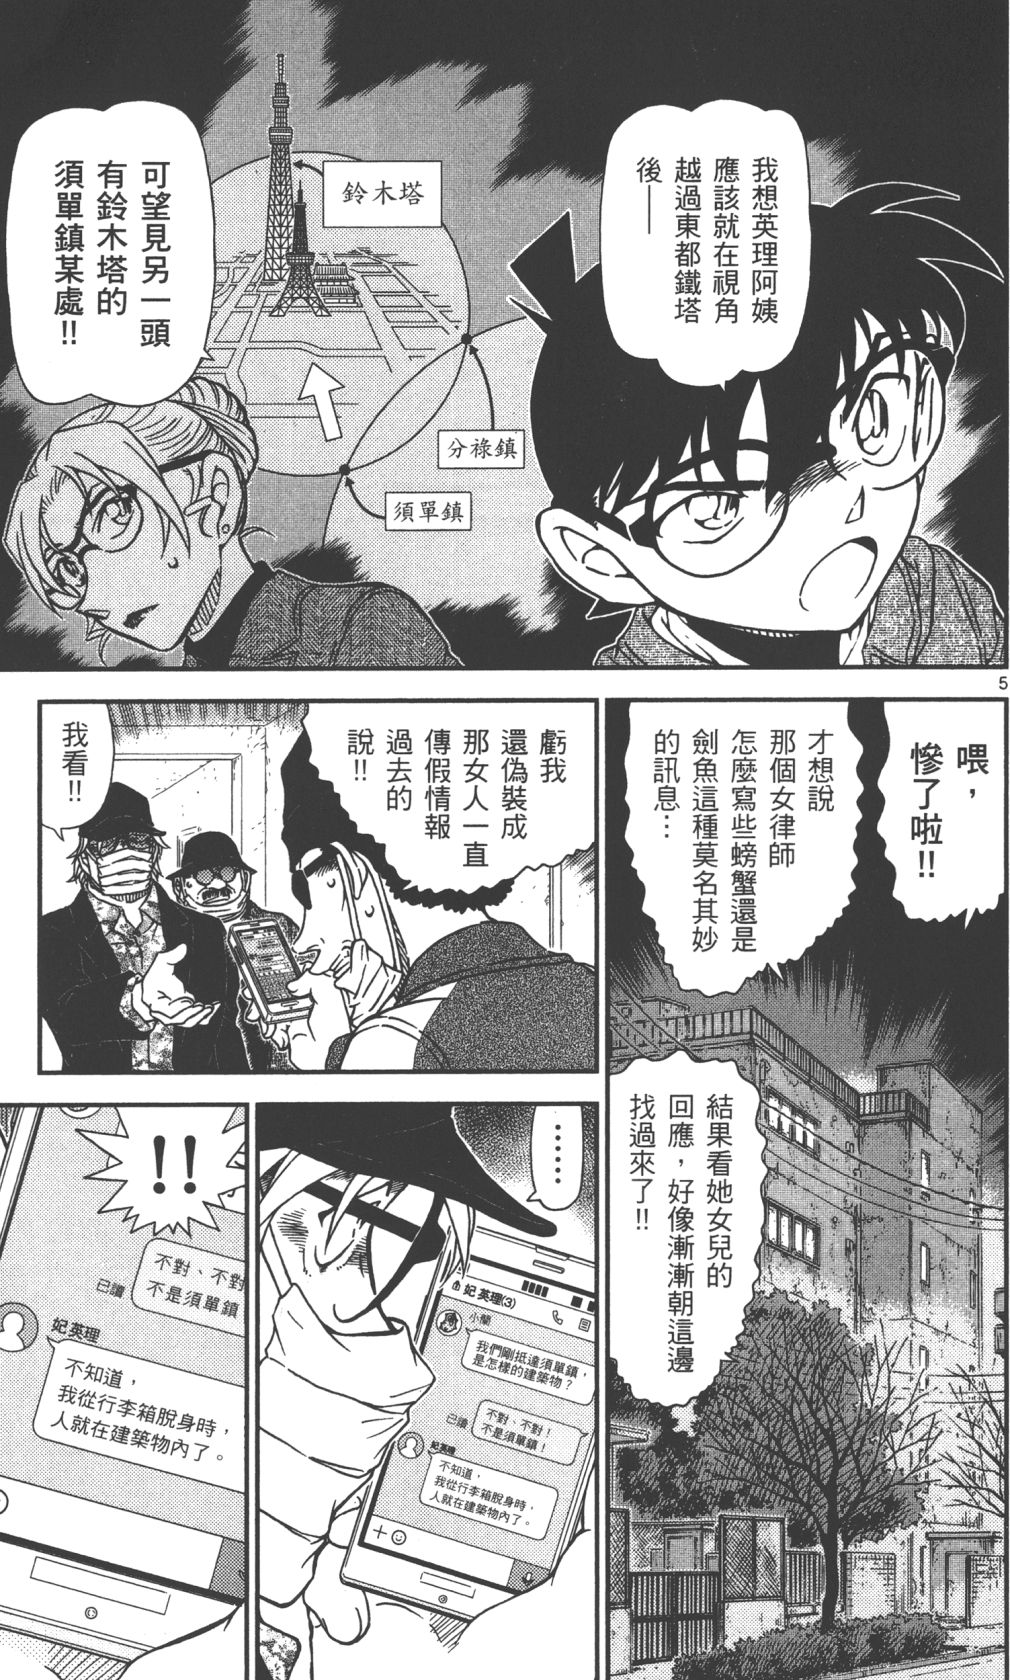 我想英理阿姨
應該就在視角
越過東都鐵塔
後——
鈴木塔
可望見另一頭
有鈴木塔的
須單鎮某處!!
分祿鎮
須單鎮
5
喂，
慘了啦!!
才想說
那個女律師
怎麼寫些螃蟹還是
劍魚這種莫名其妙
的訊息…
結果看她女兒的
回應，好像漸漸朝這邊
找過來了!!
虧我
還偽裝成
那女人一直
傳假情報
過去的
說!!
我看!!
……
妃 英理(3)
小蘭
我們剛抵達須單鎮，
是怎樣的建築物？
已讀
不對，不對！
不是須單鎮！
妃英理
不知道，
我從行李箱脫身時，
人就在建築物內了。
!!
不對、不對
已讀
不是須單鎮
妃英理
不知道，
我從行李箱脫身時，
人就在建築物內了。